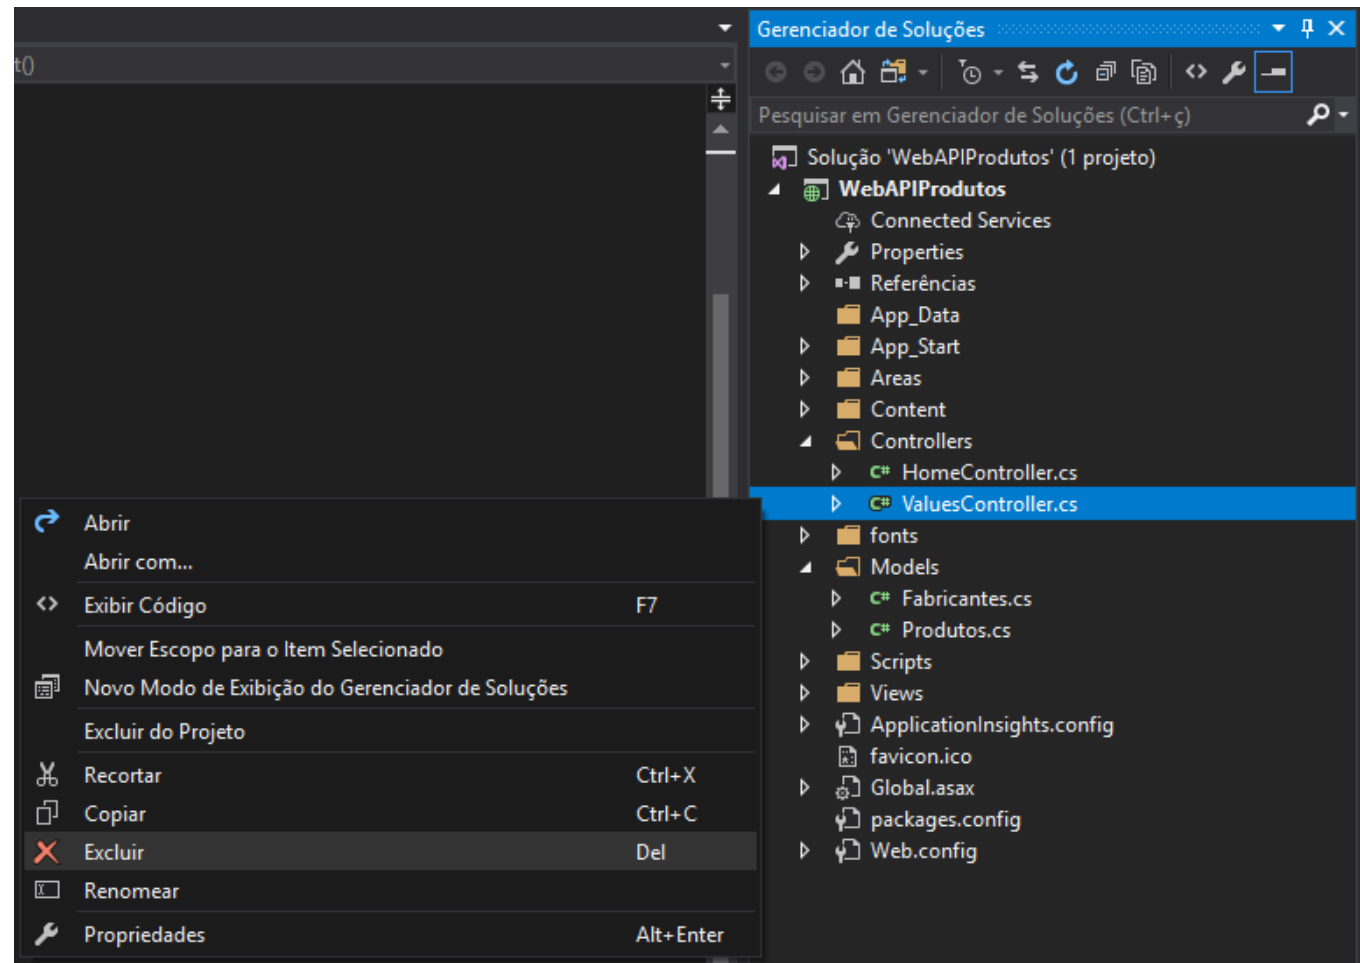 t()
Gerenciador de Soluções
Pesquisar em Gerenciador de Soluções (Ctrl+ç)
Solução 'WebAPIProdutos' (1 projeto)
WebAPIProdutos
Connected Services
Properties
Referências
App_Data
App_Start
Areas
Content
Controllers
C# HomeController.cs
C# ValuesController.cs
fonts
Models
C# Fabricantes.cs
C# Produtos.cs
Scripts
Views
ApplicationInsights.config
favicon.ico
Global.asax
packages.config
Web.config
Abrir
Abrir com...
Exibir Código F7
Mover Escopo para o Item Selecionado
Novo Modo de Exibição do Gerenciador de Soluções
Excluir do Projeto
Recortar Ctrl+X
Copiar Ctrl+C
Excluir Del
Renomear
Propriedades Alt+Enter